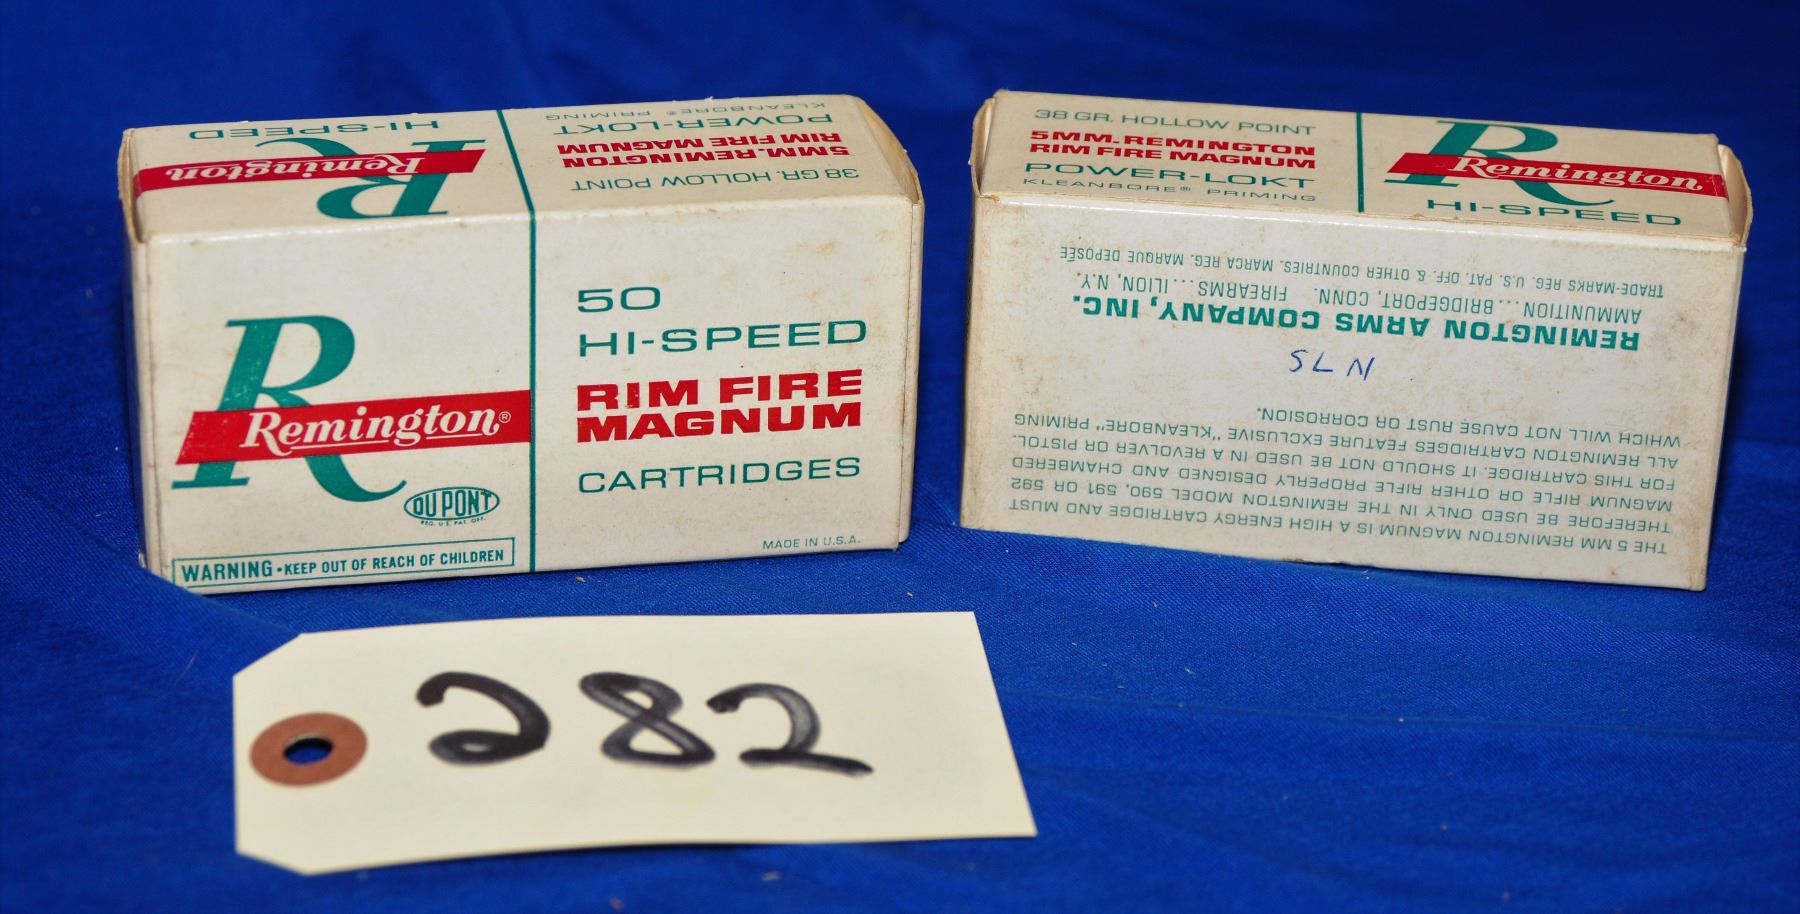 HI-SPEED
Remington
R
KLEANBORE® PRIMING
POWER-LOKT
5MM. REMINGTON
RIM FIRE MAGNUM
38 GR. HOLLOW POINT
R
Remington®
DU PONT
REG. U.S. PAT. OFF.
WARNING • KEEP OUT OF REACH OF CHILDREN
50
HI-SPEED
RIM FIRE
MAGNUM
CARTRIDGES
MADE IN U.S.A.
38 GR. HOLLOW POINT
5MM. REMINGTON
RIM FIRE MAGNUM
POWER-LOKT
KLEANBORE® PRIMING
R
Remington
HI-SPEED
THE 5 MM REMINGTON MAGNUM IS A HIGH ENERGY CARTRIDGE AND MUST
THEREFORE BE USED ONLY IN THE REMINGTON MODEL 590, 591 OR 592
MAGNUM RIFLE OR OTHER RIFLE PROPERLY DESIGNED AND CHAMBERED
FOR THIS CARTRIDGE. IT SHOULD NOT BE USED IN A REVOLVER OR PISTOL.
ALL REMINGTON CARTRIDGES FEATURE EXCLUSIVE "KLEANBORE" PRIMING
WHICH WILL NOT CAUSE RUST OR CORROSION.
REMINGTON ARMS COMPANY, INC.
AMMUNITION...BRIDGEPORT, CONN. FIREARMS...ILION, N.Y.
TRADE-MARKS REG. U.S. PAT. OFF. & OTHER COUNTRIES. MARCA REG. MARQUE DEPOSÉE
282